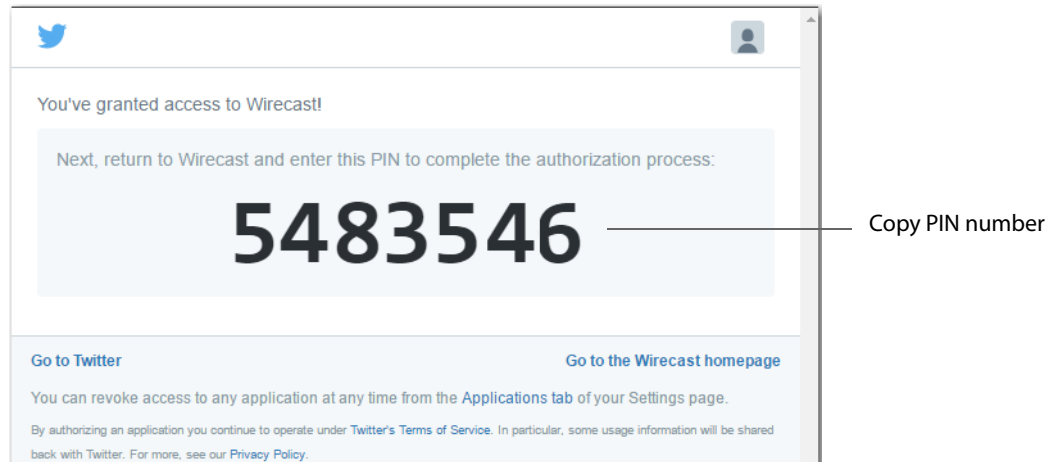 You've granted access to Wirecast!
Next, return to Wirecast and enter this PIN to complete the authorization process:
5483546
Copy PIN number
Go to Twitter
Go to the Wirecast homepage
You can revoke access to any application at any time from the Applications tab of your Settings page.
By authorizing an application you continue to operate under Twitter's Terms of Service. In particular, some usage information will be shared
back with Twitter. For more, see our Privacy Policy.